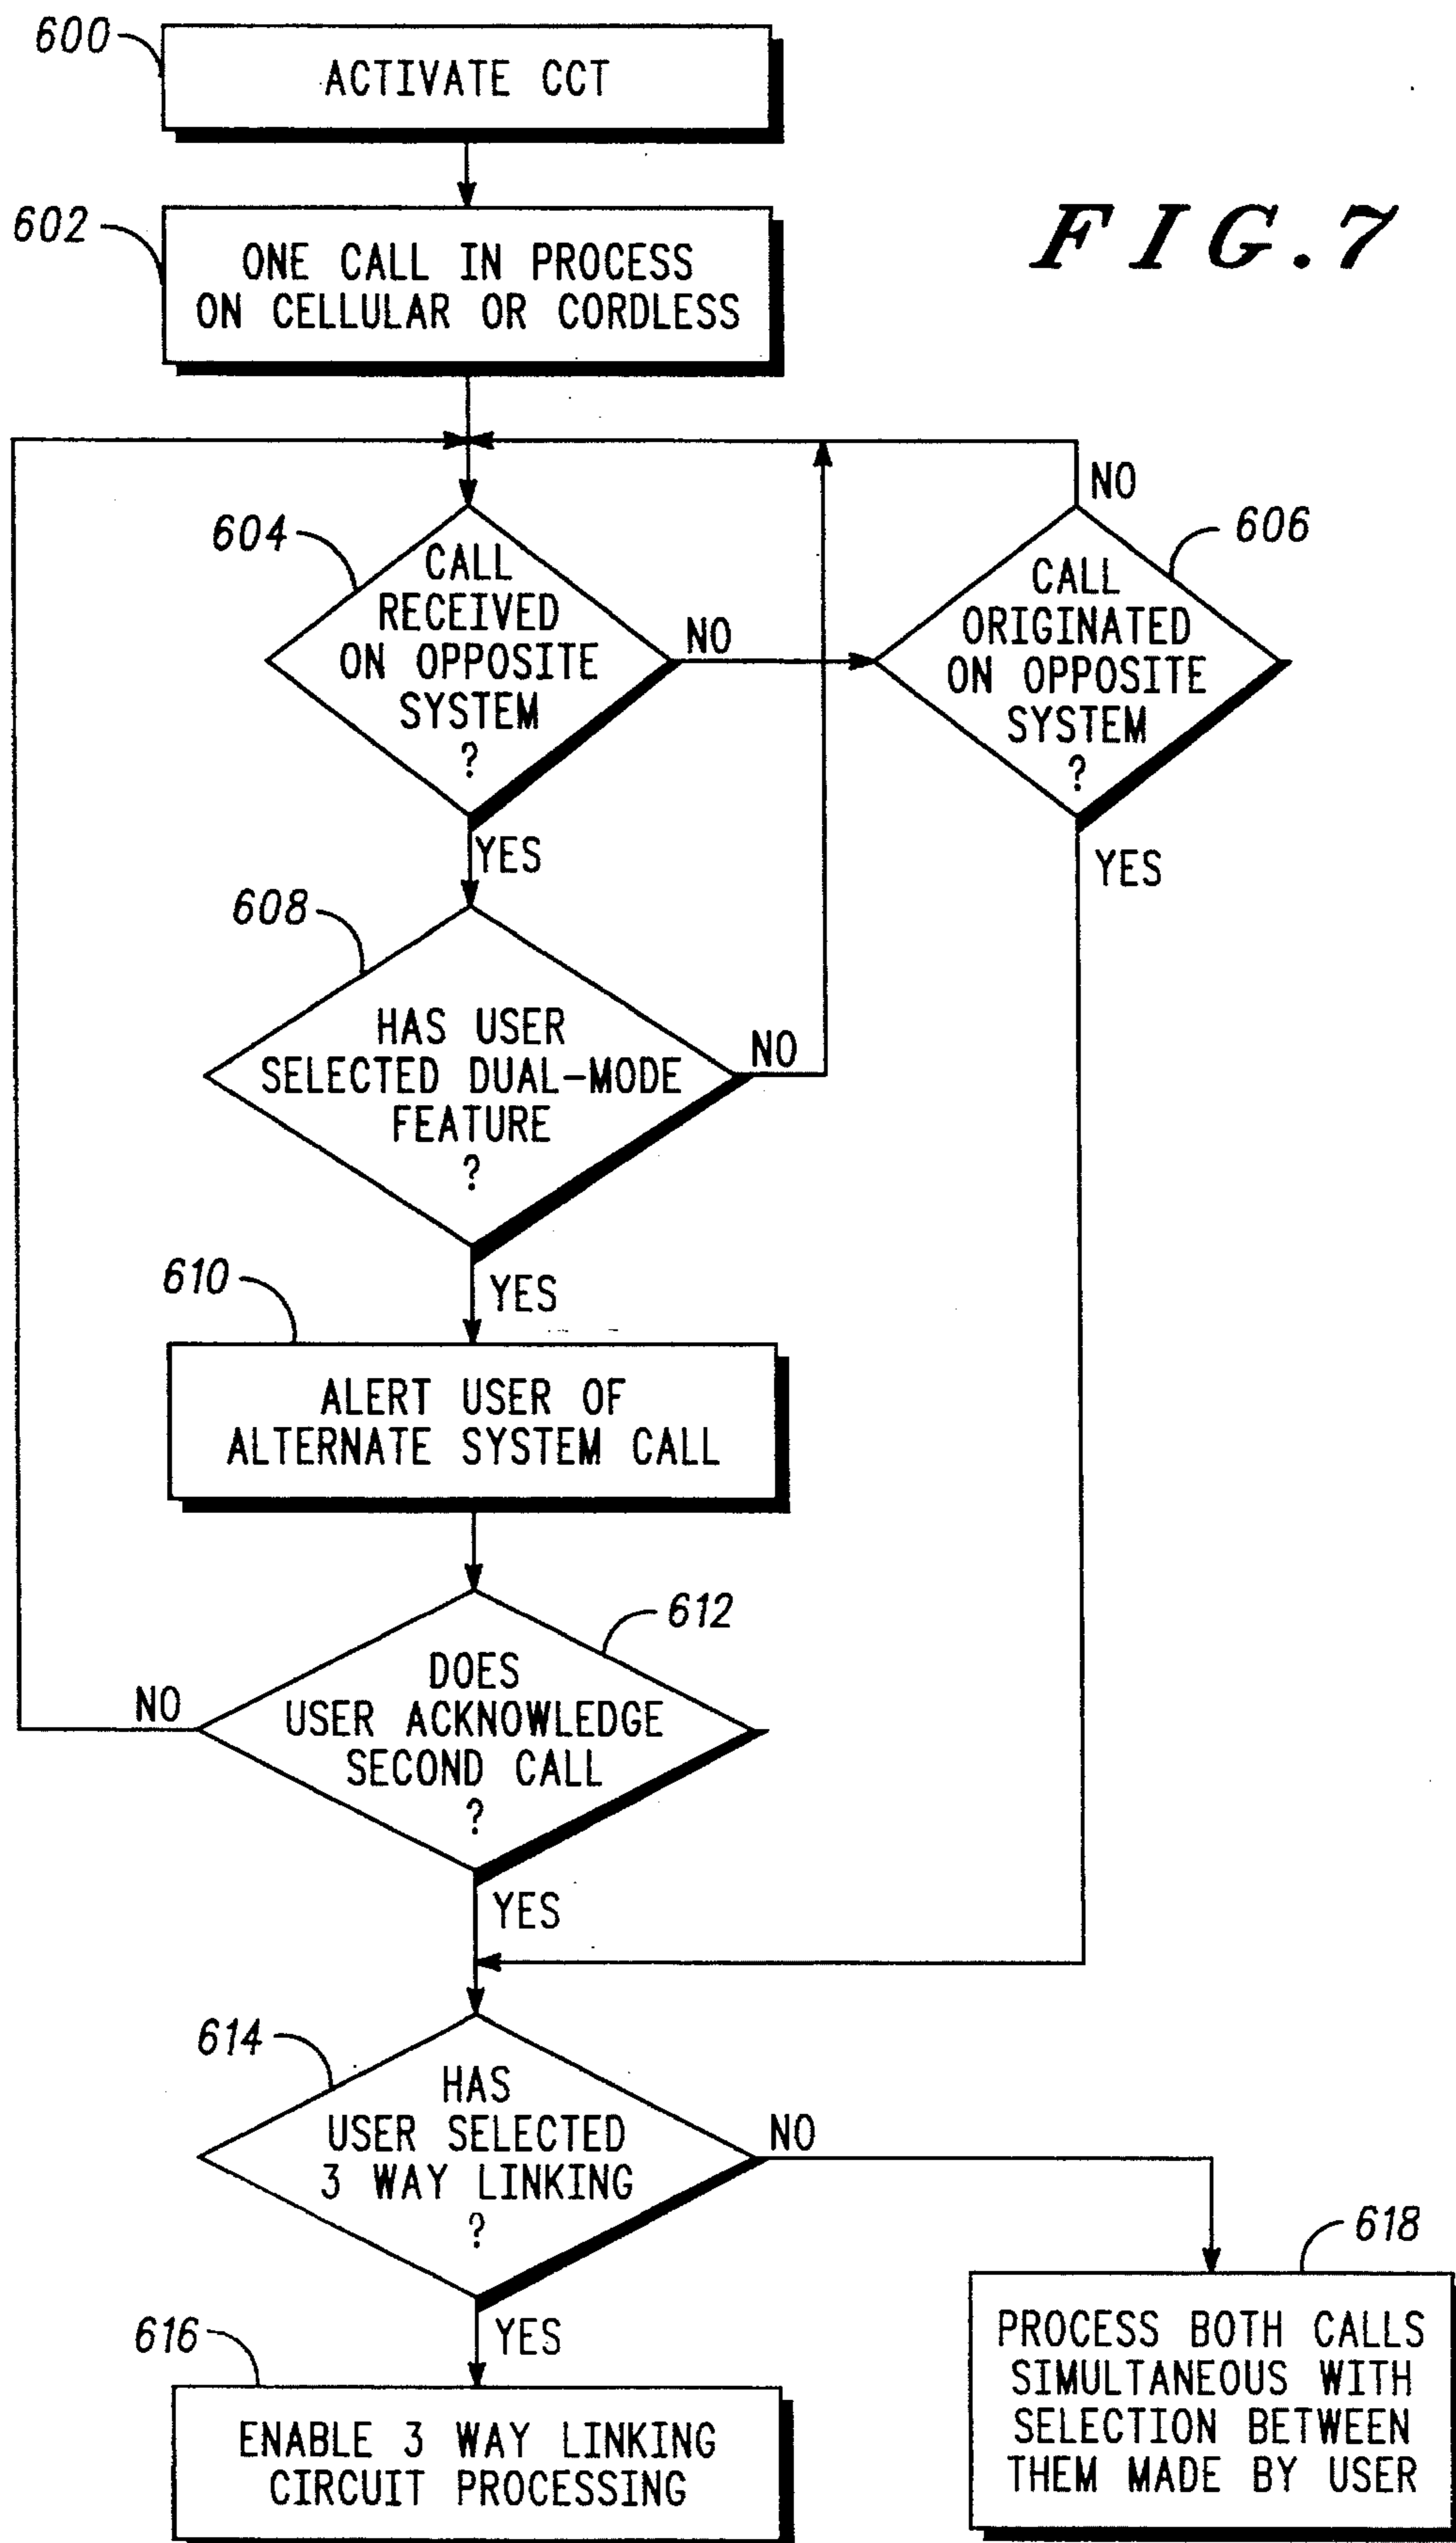 600
ACTIVATE CCT
602
ONE CALL IN PROCESS
ON CELLULAR OR CORDLESS
FIG.7
604
CALL
RECEIVED
ON OPPOSITE
SYSTEM
?
NO
YES
606
CALL
ORIGINATED
ON OPPOSITE
SYSTEM
?
NO
YES
608
HAS USER
SELECTED DUAL-MODE
FEATURE
?
NO
YES
610
ALERT USER OF
ALTERNATE SYSTEM CALL
612
DOES
USER ACKNOWLEDGE
SECOND CALL
?
NO
YES
614
HAS
USER SELECTED
3 WAY LINKING
?
NO
YES
616
ENABLE 3 WAY LINKING
CIRCUIT PROCESSING
618
PROCESS BOTH CALLS
SIMULTANEOUS WITH
SELECTION BETWEEN
THEM MADE BY USER